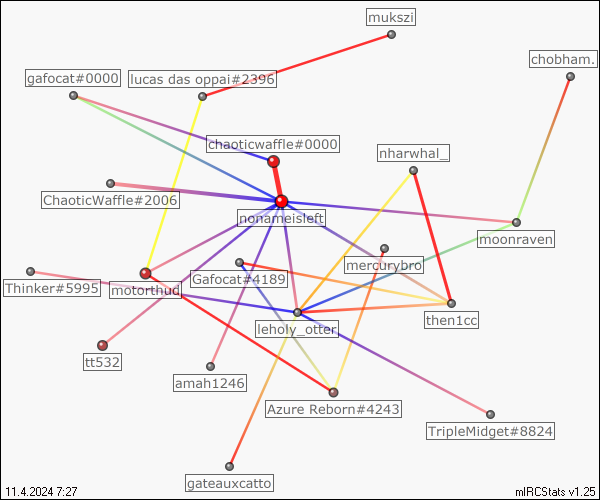 mukszi
chobham.
gafocat#0000
lucas das oppai#2396
chaoticwaffle#0000
nharwhal_
ChaoticWaffle#2006
nonameisleft
moonraven
mercurybro
Thinker#5995
motorthud
Gafocat#4189
then1cc
leholy_otter
tt532
amah1246
Azure Reborn#4243
TripleMidget#8824
gateauxcatto
11.4.2024 7:27
mIRCStats v1.25